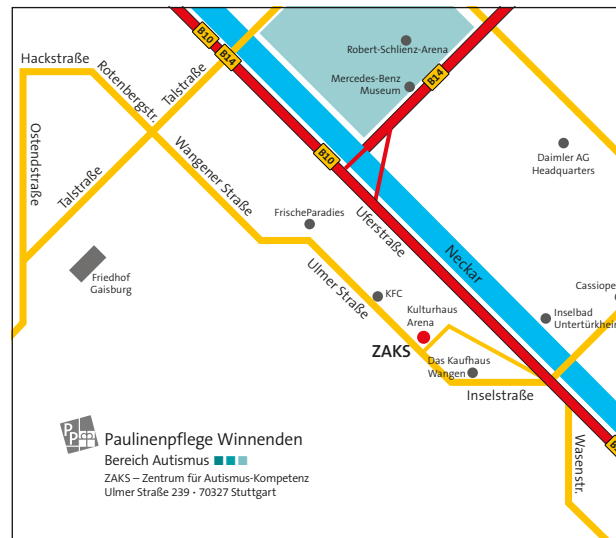 B10
B14
Robert-Schlienz-Arena
Hackstraße
Rotenbergstr.
Talstraße
Mercedes-Benz
Museum
B14
Ostendstraße
Wangener Straße
B10
Daimler AG
Headquarters
Talstraße
FrischeParadies
Uferstraße
Neckar
Friedhof
Gaisburg
Ulmer Straße
KFC
Kulturhaus
Arena
Inselbad
ZAKS
Das Kaufhaus
Wangen
Inselstraße
Wasenstr.
PP
Paulinenpflege Winnenden
Bereich Autismus
ZAKS – Zentrum für Autismus-Kompetenz
Ulmer Straße 239 · 70327 Stuttgart